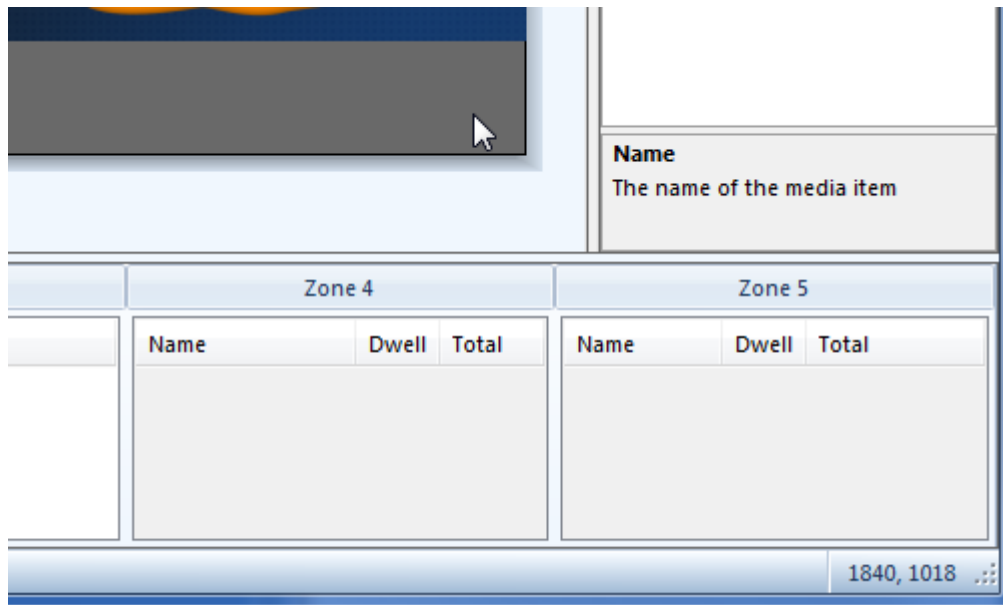 Name
The name of the media item
Zone 4
Zone 5
Name Dwell Total
Name Dwell Total
1840, 1018